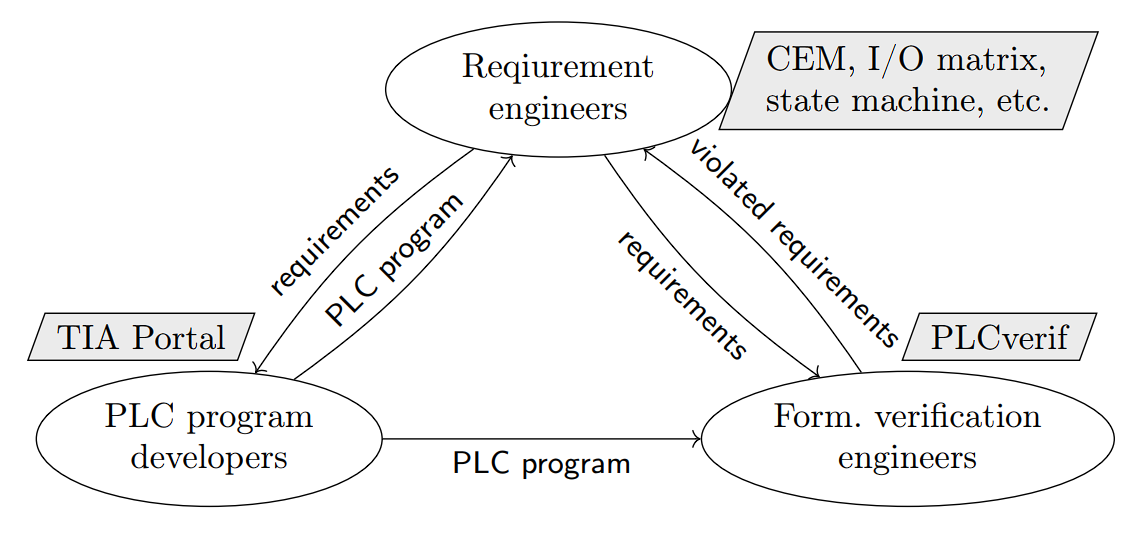 Reqiurement
engineers
CEM, I/O matrix,
state machine, etc.
requirements
PLC program
requirements
violated requirements
TIA Portal
PLCverif
PLC program
developers
PLC program
Form. verification
engineers